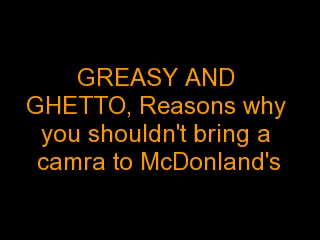 GREASY AND
GHETTO, Reasons why
you shouldn't bring a
camra to McDonland's